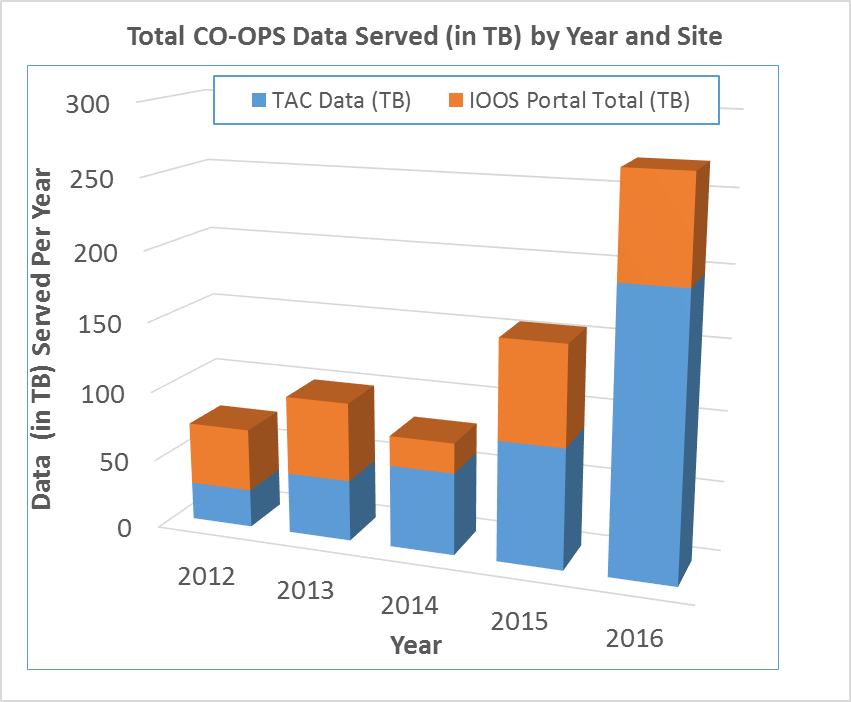 Total CO-OPS Data Served (in TB) by Year and Site
TAC Data (TB)
IOOS Portal Total (TB)
Data (in TB) Served Per Year
300
250
200
150
100
50
0
2012
2013
2014
2015
2016
Year